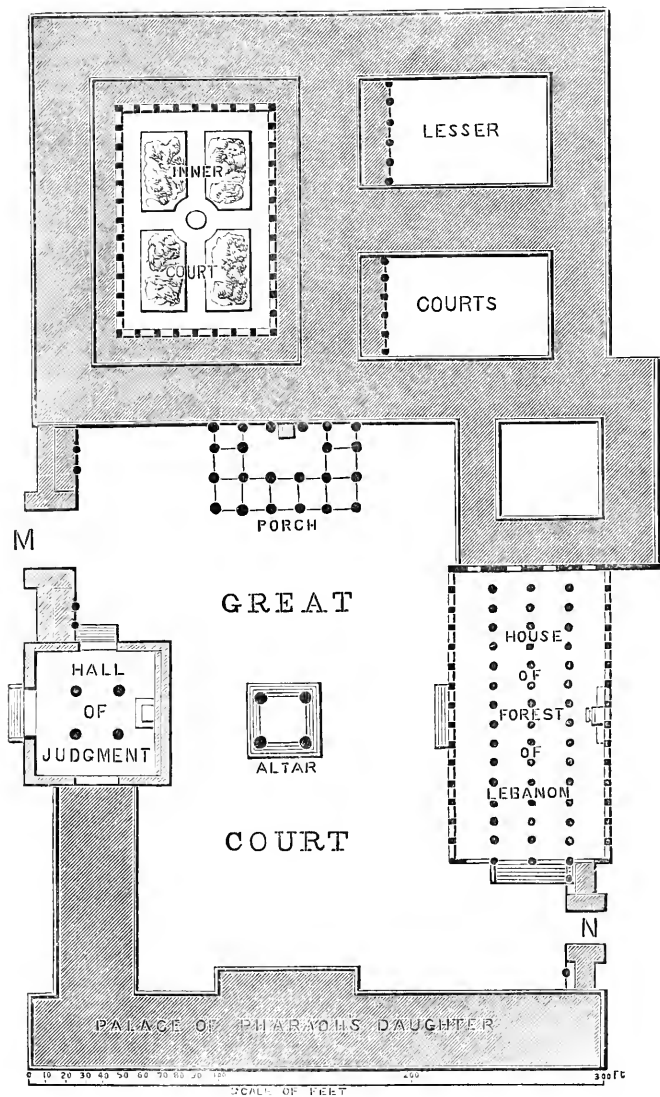 INNER
COURT
LESSER
COURTS
PORCH
M
GREAT
HALL
OF
JUDGMENT
ALTAR
HOUSE
OF
FOREST
OF
LEBANON
COURT
N
PALACE OF PHARAOHS DAUGHTER
0 10 20 30 40 50 60 70 80 90 100 200 300 FT
SCALE OF FEET